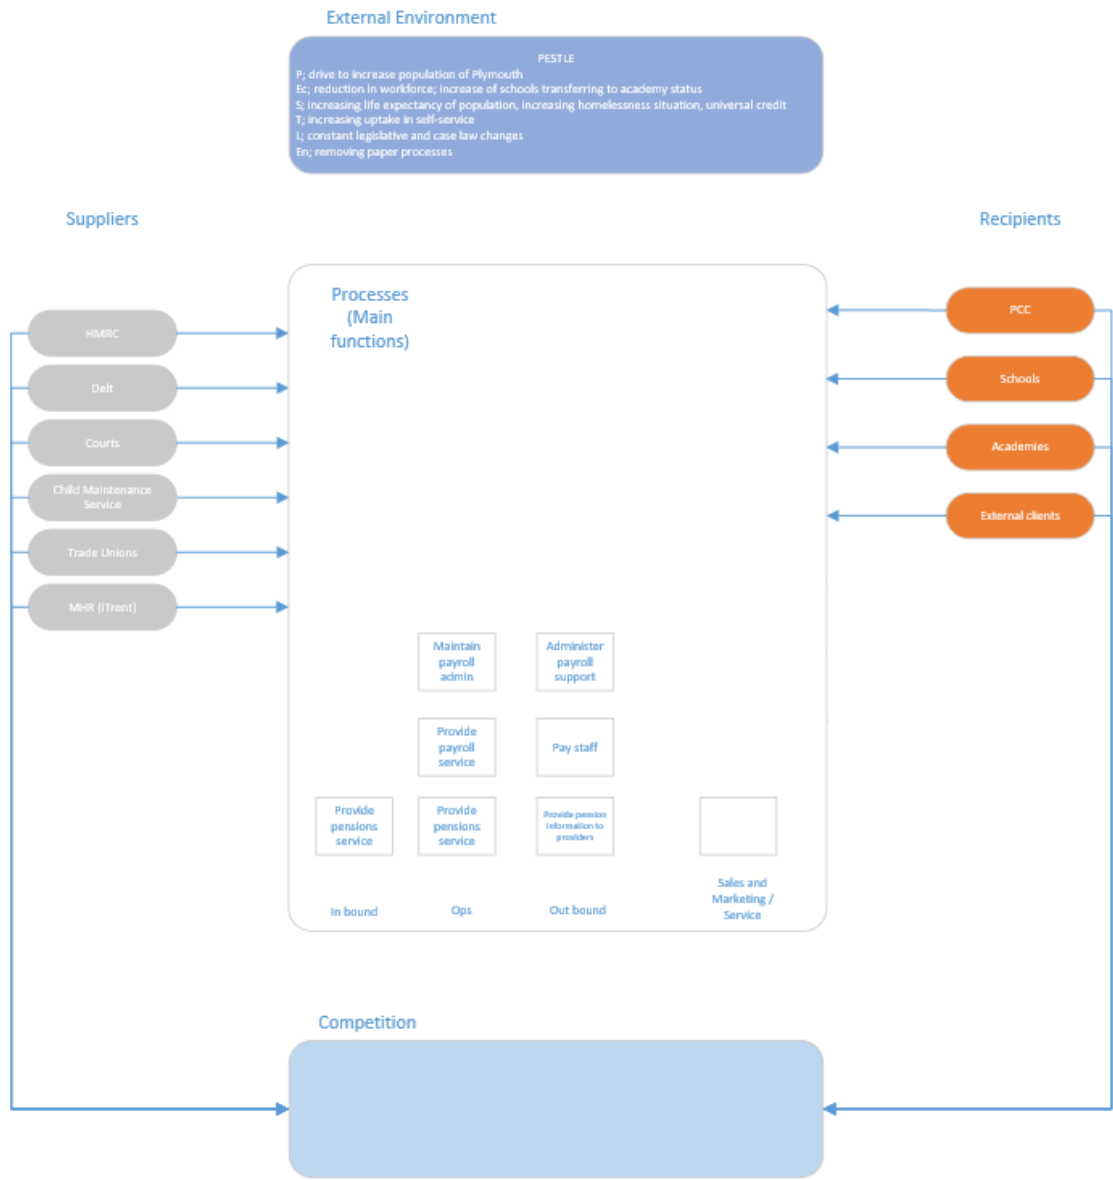 External Environment
PESTLE
P; drive to increase population of Plymouth
Ec; reduction in workforce; increase of schools transferring to academy status
S; increasing life expectancy of population, increasing homelessness situation, universal credit
T; increasing uptake in self-service
L; constant legislative and case law changes
En; removing paper processes
Suppliers
Recipients
Processes
(Main
functions)
HMRC
Delt
Courts
Child Maintenance
Service
Trade Unions
MHR (iTrent)
PCC
Schools
Academies
External clients
Maintain
payroll
admin
Administer
payroll
support
Provide
payroll
service
Pay staff
Provide
pensions
service
Provide
pensions
service
Provide pension
information to
providers
In bound
Ops
Out bound
Sales and
Marketing /
Service
Competition